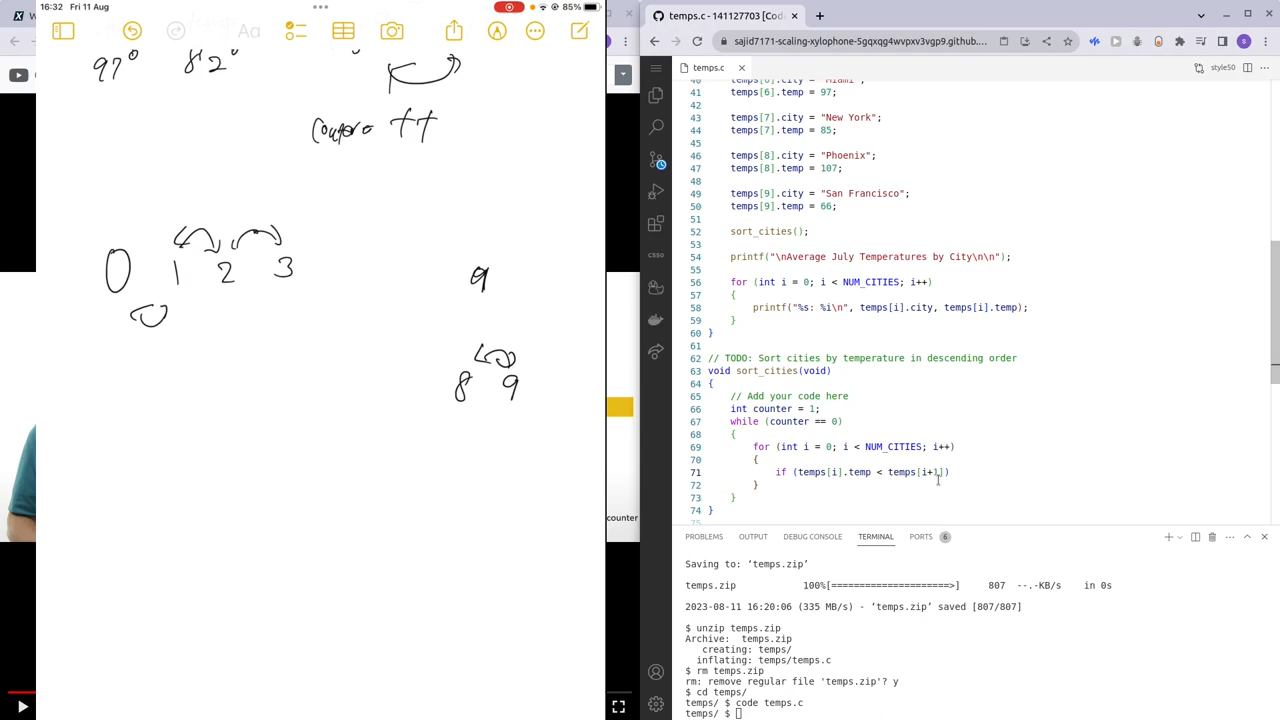 16:32 Fri 11 Aug
85%
Aa
97° 82°
counter ++
0 1 2 3 9
8 9
counter
temps.c - 141127703 [Cod
sajid7171-scaling-xylophone-5gqxqg4wvpxv3vgp9.github...
temps.c
style50
40 temps[6].city = "Miami";
41 temps[6].temp = 97;
42
43 temps[7].city = "New York";
44 temps[7].temp = 85;
45
46 temps[8].city = "Phoenix";
47 temps[8].temp = 107;
48
49 temps[9].city = "San Francisco";
50 temps[9].temp = 66;
51
52 sort_cities();
53
54 printf("\nAverage July Temperatures by City\n\n");
55
56 for (int i = 0; i < NUM_CITIES; i++)
57 {
58 printf("%s: %i\n", temps[i].city, temps[i].temp);
59 }
60 }
61
62 // TODO: Sort cities by temperature in descending order
63 void sort_cities(void)
64 {
65 // Add your code here
66 int counter = 1;
67 while (counter == 0)
68 {
69 for (int i = 0; i < NUM_CITIES; i++)
70 {
71 if (temps[i].temp < temps[i+1])
72 }
73 }
74 }
75
PROBLEMS OUTPUT DEBUG CONSOLE TERMINAL PORTS 6
Saving to: ‘temps.zip’
temps.zip 100%[=====================>] 807 --.-KB/s in 0s
2023-08-11 16:20:06 (335 MB/s) - ‘temps.zip’ saved [807/807]
$ unzip temps.zip
Archive: temps.zip
creating: temps/
inflating: temps/temps.c
$ rm temps.zip
rm: remove regular file 'temps.zip'? y
$ cd temps/
temps/ $ code temps.c
temps/ $